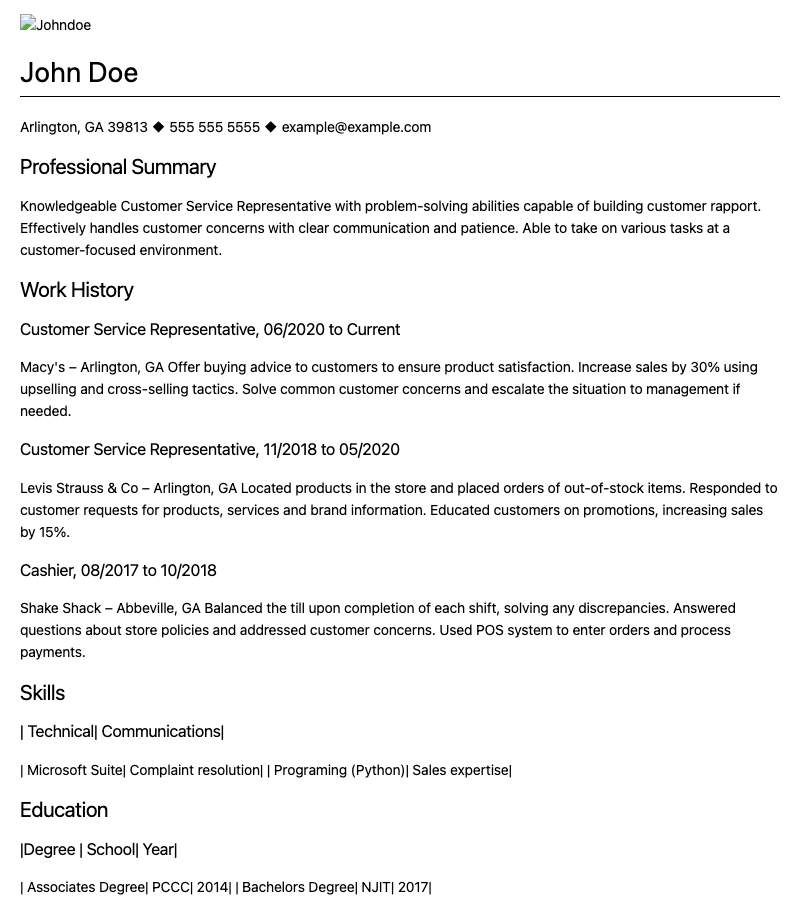 Johndoe
John Doe
Arlington, GA 39813 ◆ 555 555 5555 ◆ example@example.com
Professional Summary
Knowledgeable Customer Service Representative with problem-solving abilities capable of building customer rapport.
Effectively handles customer concerns with clear communication and patience. Able to take on various tasks at a
customer-focused environment.
Work History
Customer Service Representative, 06/2020 to Current
Macy's – Arlington, GA Offer buying advice to customers to ensure product satisfaction. Increase sales by 30% using
upselling and cross-selling tactics. Solve common customer concerns and escalate the situation to management if
needed.
Customer Service Representative, 11/2018 to 05/2020
Levis Strauss & Co – Arlington, GA Located products in the store and placed orders of out-of-stock items. Responded to
customer requests for products, services and brand information. Educated customers on promotions, increasing sales
by 15%.
Cashier, 08/2017 to 10/2018
Shake Shack – Abbeville, GA Balanced the till upon completion of each shift, solving any discrepancies. Answered
questions about store policies and addressed customer concerns. Used POS system to enter orders and process
payments.
Skills
| Technical| Communications|
| Microsoft Suite| Complaint resolution| | Programing (Python)| Sales expertise|
Education
|Degree | School| Year|
| Associates Degree| PCCC| 2014| | Bachelors Degree| NJIT| 2017|